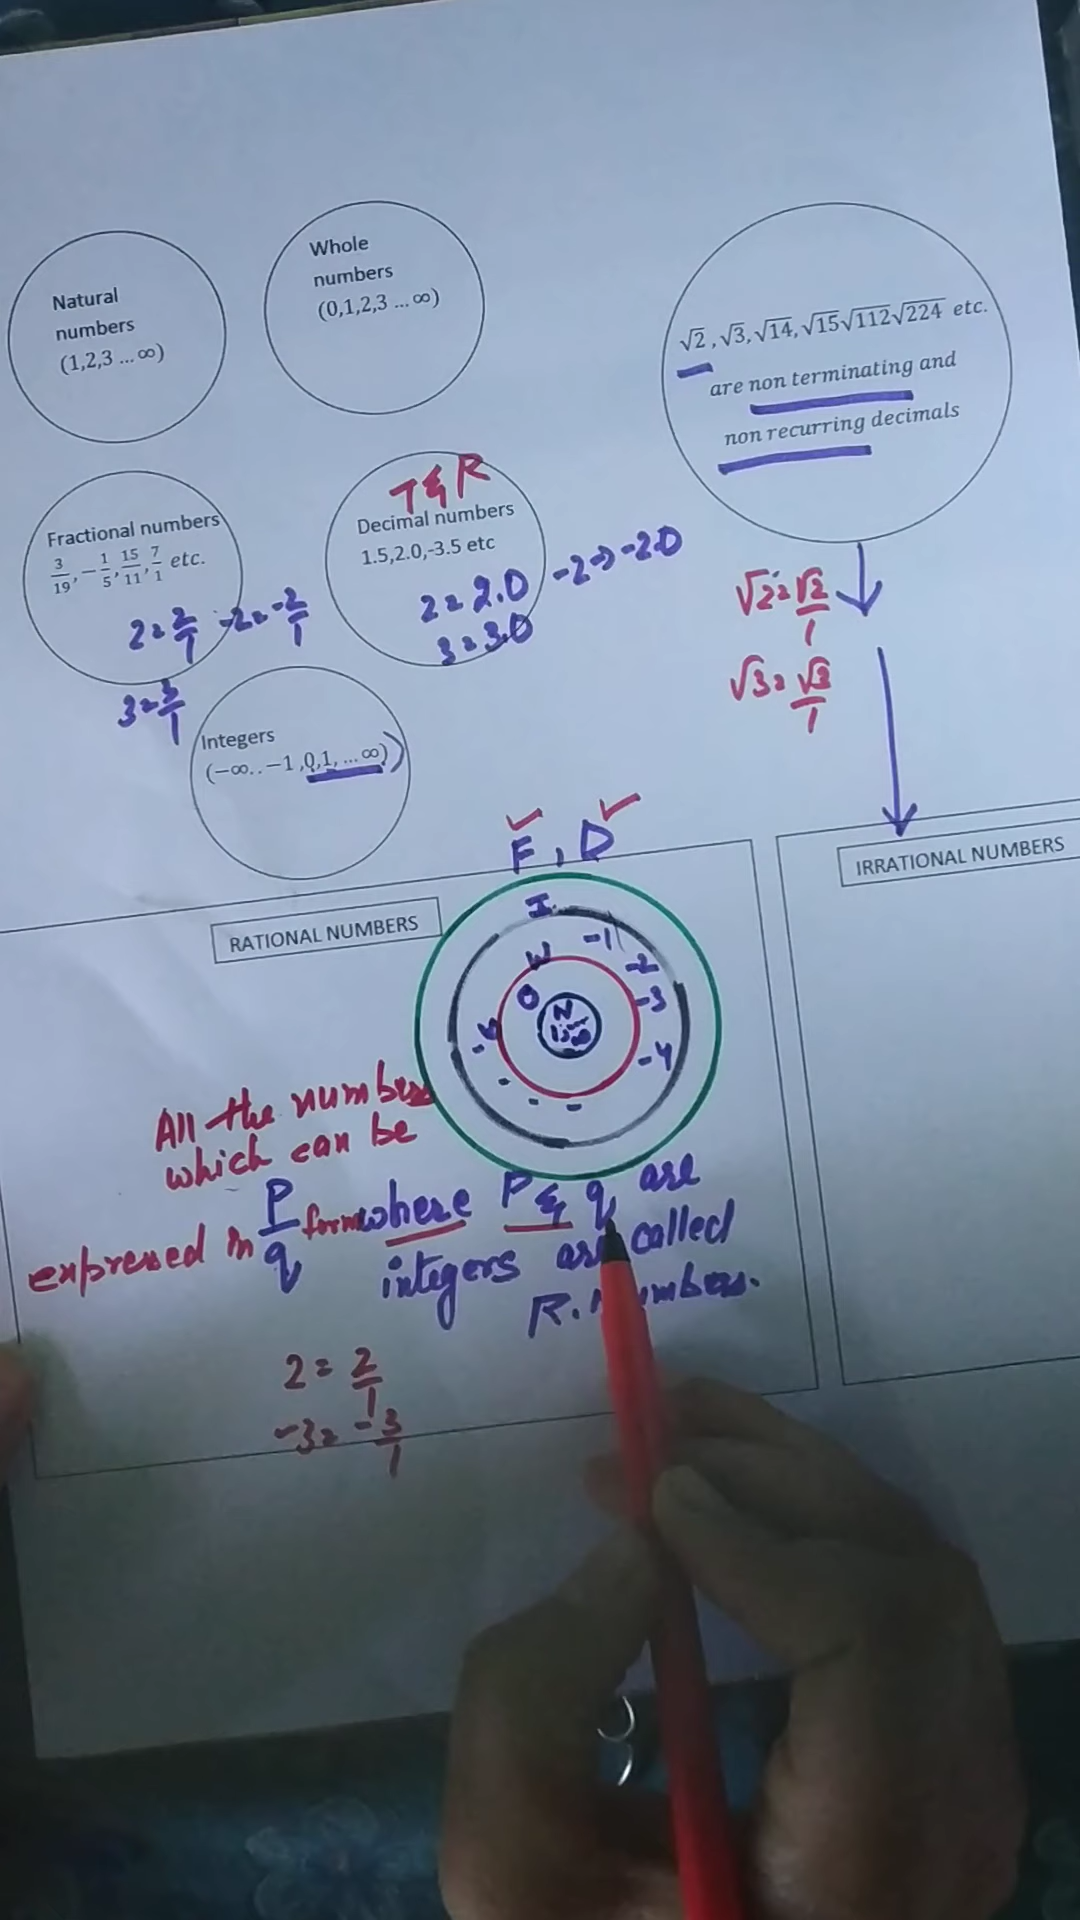 Natural
numbers
(1,2,3 ... ∞)
Whole
numbers
(0,1,2,3 ... ∞)
√2, √3, √14, √15√112√224 etc.
are non terminating and
non recurring decimals
Fractional numbers
3/19, -1/5, 15/11, 7/1 etc.
2 = 2/1 -2 = -2/1
3 = 3/1
T & R
Decimal numbers
1.5,2.0,-3.5 etc
2 = 2.0 -2 → -2.0
3 = 3.0
√2 = √2/1
√3 = √3/1
Integers
(-∞.. -1 ,0,1, ... ∞)
F, D
RATIONAL NUMBERS
IRRATIONAL NUMBERS
I
W -1
-2
0 N -3
-4
All the numbers
which can be
expressed in P/q form where P & q are
integers are called
R. Numbers.
2 = 2/1
-3 = -3/1